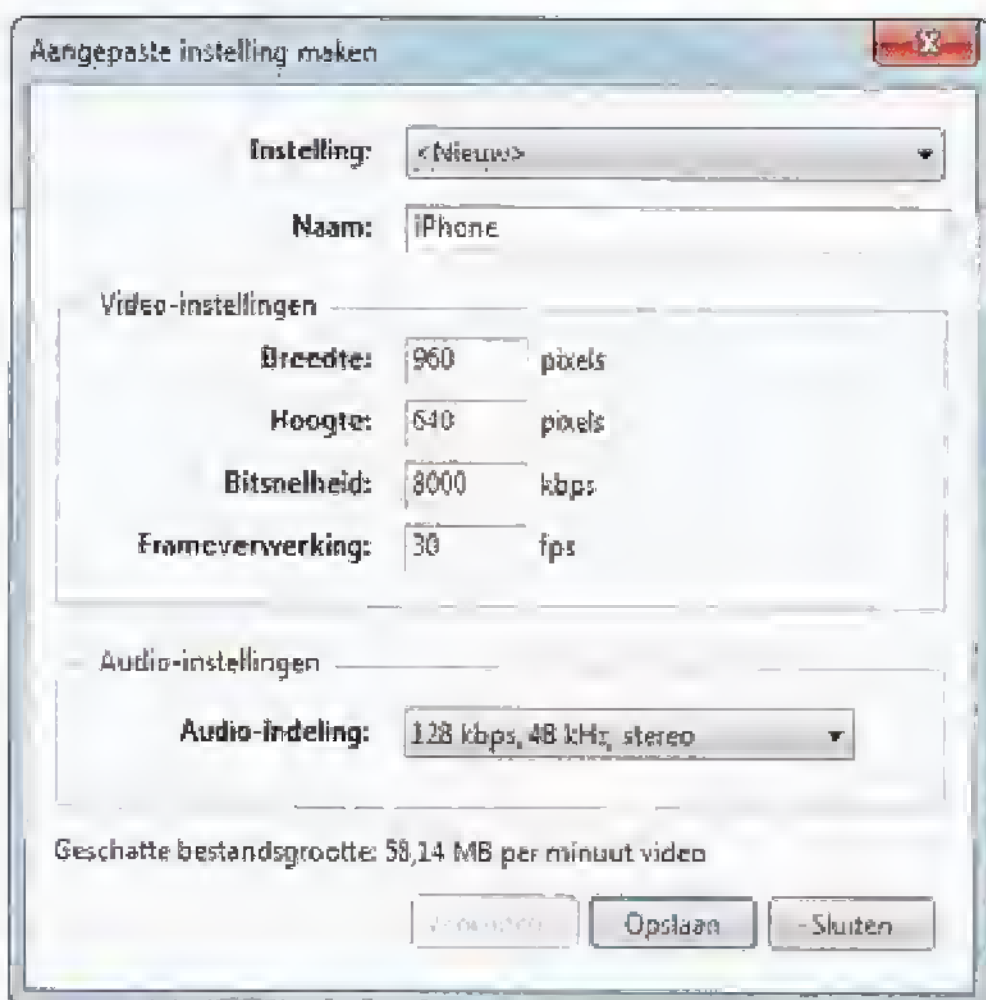 Aangepaste instelling maken
Instelling: <Nieuw>
Naam: iPhone
Video-instellingen
Breedte: 960 pixels
Hoogte: 640 pixels
Bitsnelheid: 8000 kbps
Frameverwerking: 30 fps
Audio-instellingen
Audio-indeling: 128 kbps, 48 kHz, stereo
Geschatte bestandsgrootte: 58,14 MB per minuut video
Opslaan Sluiten